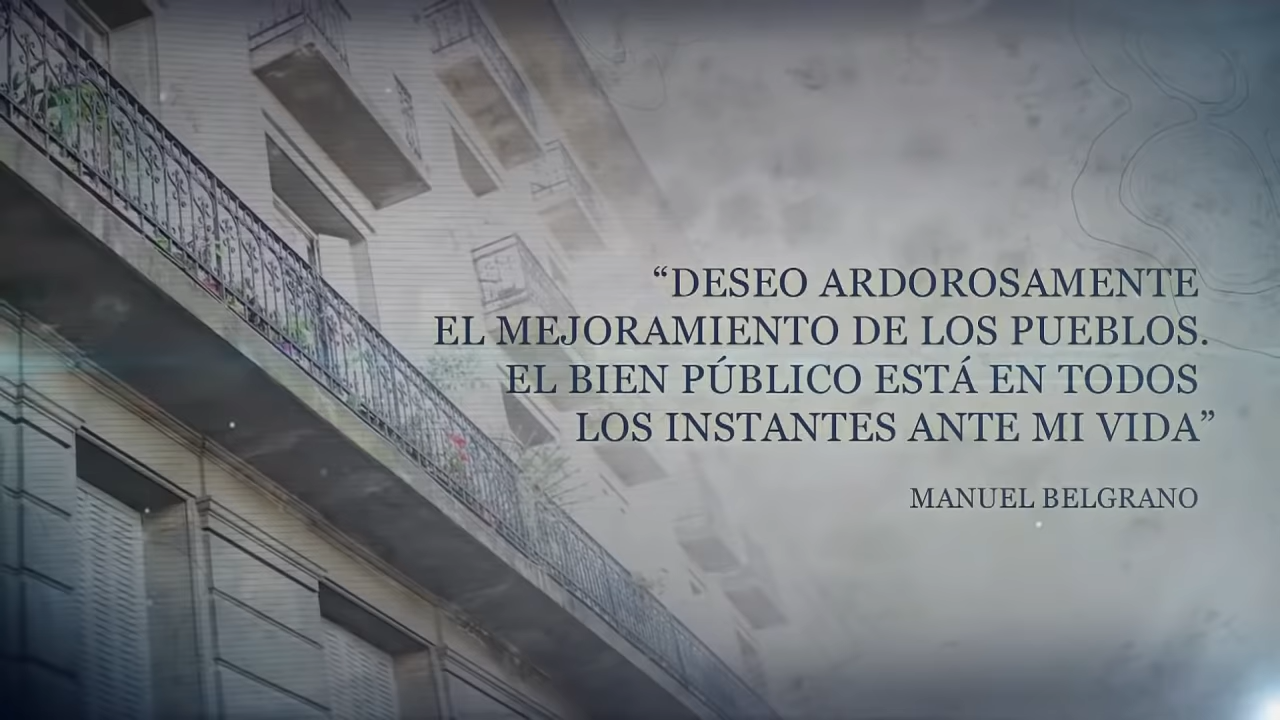 “DESEO ARDOROSAMENTE
EL MEJORAMIENTO DE LOS PUEBLOS.
EL BIEN PÚBLICO ESTÁ EN TODOS
LOS INSTANTES ANTE MI VIDA”
MANUEL BELGRANO